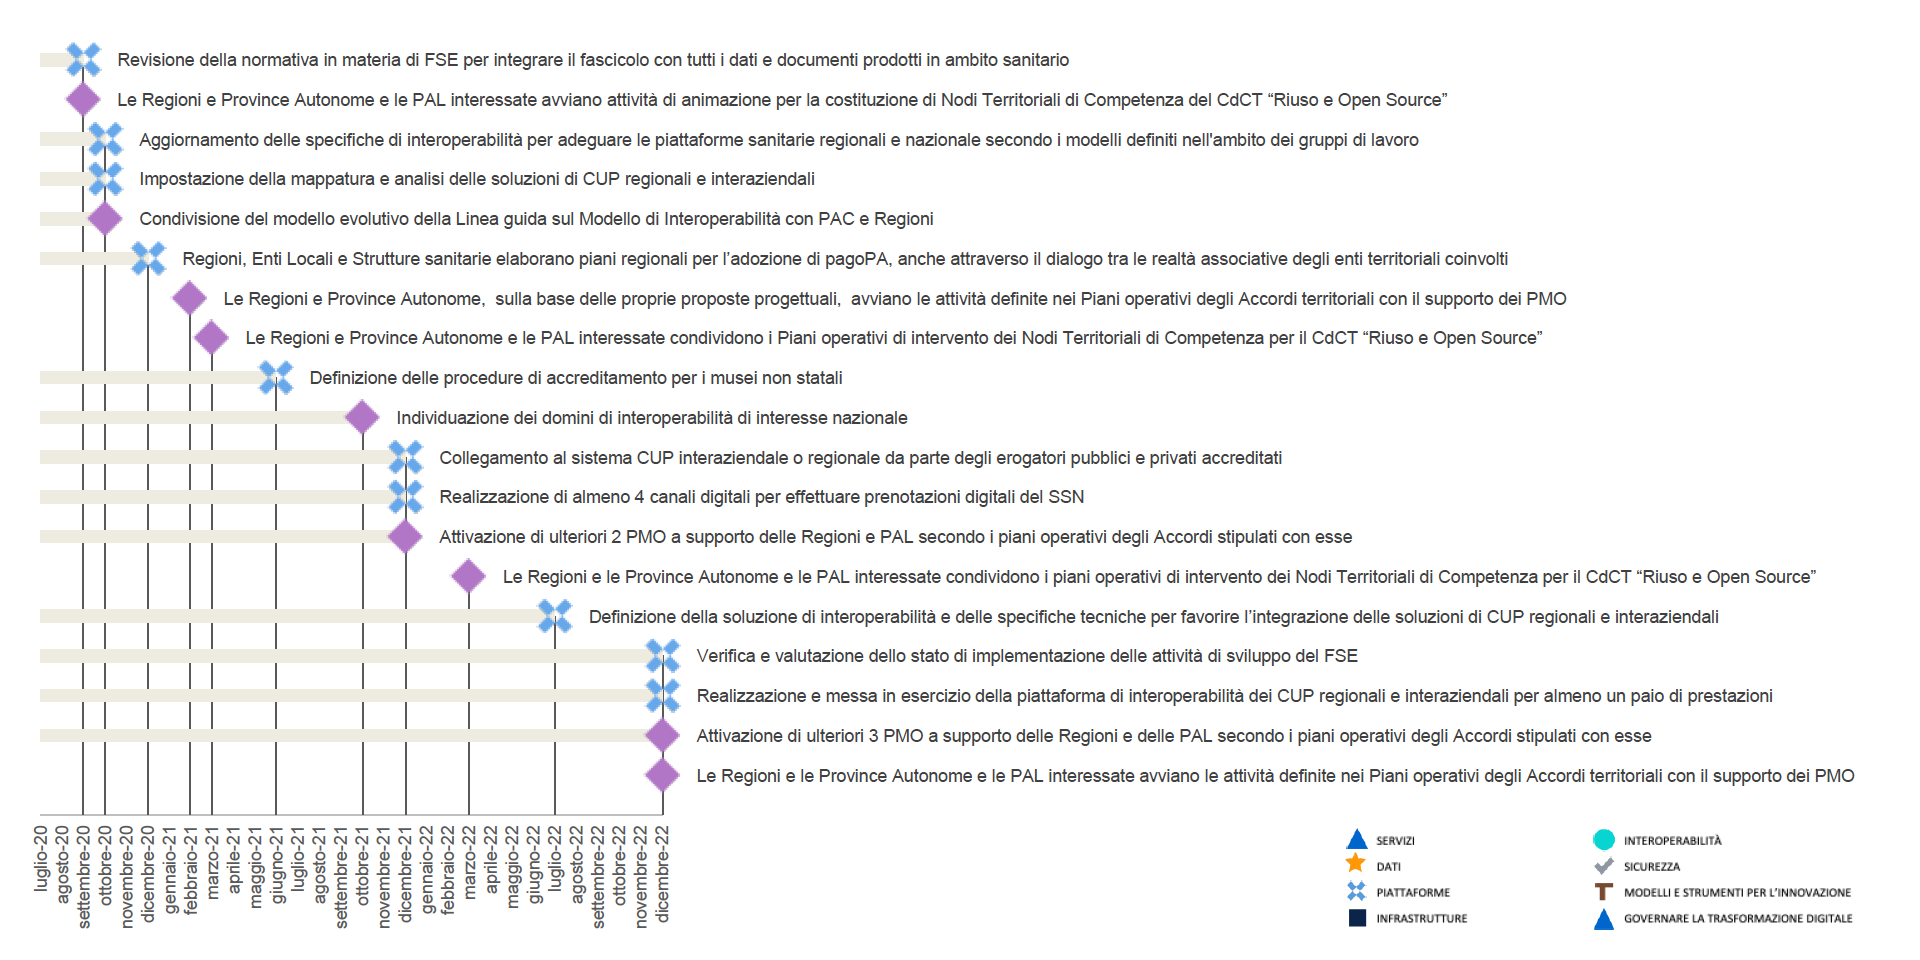 Revisione della normativa in materia di FSE per integrare il fascicolo con tutti i dati e documenti prodotti in ambito sanitario
Le Regioni e Province Autonome e le PAL interessate avviano attività di animazione per la costituzione di Nodi Territoriali di Competenza del CdCT “Riuso e Open Source”
Aggiornamento delle specifiche di interoperabilità per adeguare le piattaforme sanitarie regionali e nazionale secondo i modelli definiti nell'ambito dei gruppi di lavoro
Impostazione della mappatura e analisi delle soluzioni di CUP regionali e interaziendali
Condivisione del modello evolutivo della Linea guida sul Modello di Interoperabilità con PAC e Regioni
Regioni, Enti Locali e Strutture sanitarie elaborano piani regionali per l’adozione di pagoPA, anche attraverso il dialogo tra le realtà associative degli enti territoriali coinvolti
Le Regioni e Province Autonome, sulla base delle proprie proposte progettuali, avviano le attività definite nei Piani operativi degli Accordi territoriali con il supporto dei PMO
Le Regioni e Province Autonome e le PAL interessate condividono i Piani operativi di intervento dei Nodi Territoriali di Competenza per il CdCT “Riuso e Open Source”
Definizione delle procedure di accreditamento per i musei non statali
Individuazione dei domini di interoperabilità di interesse nazionale
Collegamento al sistema CUP interaziendale o regionale da parte degli erogatori pubblici e privati accreditati
Realizzazione di almeno 4 canali digitali per effettuare prenotazioni digitali del SSN
Attivazione di ulteriori 2 PMO a supporto delle Regioni e PAL secondo i piani operativi degli Accordi stipulati con esse
Le Regioni e le Province Autonome e le PAL interessate condividono i piani operativi di intervento dei Nodi Territoriali di Competenza per il CdCT “Riuso e Open Source”
Definizione della soluzione di interoperabilità e delle specifiche tecniche per favorire l’integrazione delle soluzioni di CUP regionali e interaziendali
Verifica e valutazione dello stato di implementazione delle attività di sviluppo del FSE
Realizzazione e messa in esercizio della piattaforma di interoperabilità dei CUP regionali e interaziendali per almeno un paio di prestazioni
Attivazione di ulteriori 3 PMO a supporto delle Regioni e delle PAL secondo i piani operativi degli Accordi stipulati con esse
Le Regioni e le Province Autonome e le PAL interessate avviano le attività definite nei Piani operativi degli Accordi territoriali con il supporto dei PMO
luglio-20
agosto-20
settembre-20
ottobre-20
novembre-20
dicembre-20
gennaio-21
febbraio-21
marzo-21
aprile-21
maggio-21
giugno-21
luglio-21
agosto-21
settembre-21
ottobre-21
novembre-21
dicembre-21
gennaio-22
febbraio-22
marzo-22
aprile-22
maggio-22
giugno-22
luglio-22
agosto-22
settembre-22
ottobre-22
novembre-22
dicembre-22
SERVIZI
DATI
PIATTAFORME
INFRASTRUTTURE
INTEROPERABILITÀ
SICUREZZA
MODELLI E STRUMENTI PER L’INNOVAZIONE
GOVERNARE LA TRASFORMAZIONE DIGITALE